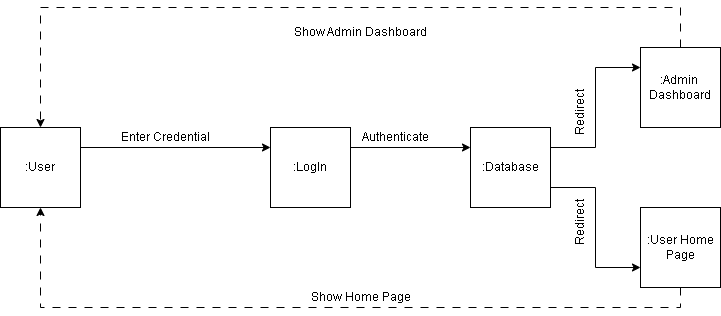 Show Admin Dashboard
:Admin
Dashboard
Redirect
Enter Credential
Authenticate
:User
:LogIn
:Database
Redirect
:User Home
Page
Show Home Page